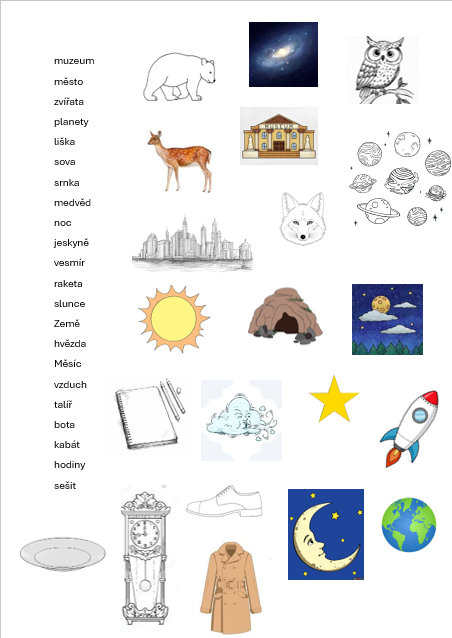 muzeum
město
zvířata
planety
liška
sova
srnka
medvěd
noc
jeskyně
vesmír
raketa
slunce
Země
hvězda
Měsíc
vzduch
talíř
bota
kabát
hodiny
sešit
MUSEUM